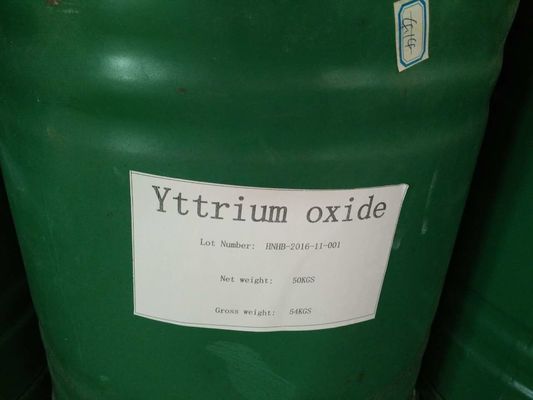 Yttrium oxide
Lot Number: HNHB-2016-11-001
Net weight: 50KGS
Gross weight: 54KGS